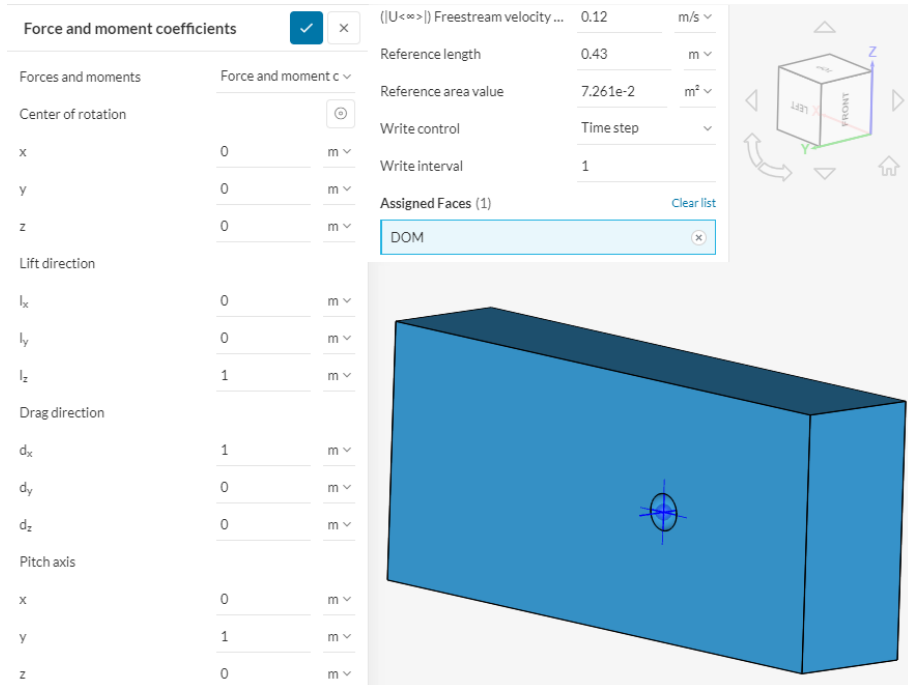 Force and moment coefficients
Forces and moments Force and moment c
Center of rotation
x 0 m
y 0 m
z 0 m
Lift direction
lx 0 m
ly 0 m
lz 1 m
Drag direction
dx 1 m
dy 0 m
dz 0 m
Pitch axis
x 0 m
y 1 m
z 0 m
(|U<∞>|) Freestream velocity ... 0.12 m/s
Reference length 0.43 m
Reference area value 7.261e-2 m²
Write control Time step
Write interval 1
Assigned Faces (1) Clear list
DOM
Z
LEFT
FRONT
X
Y